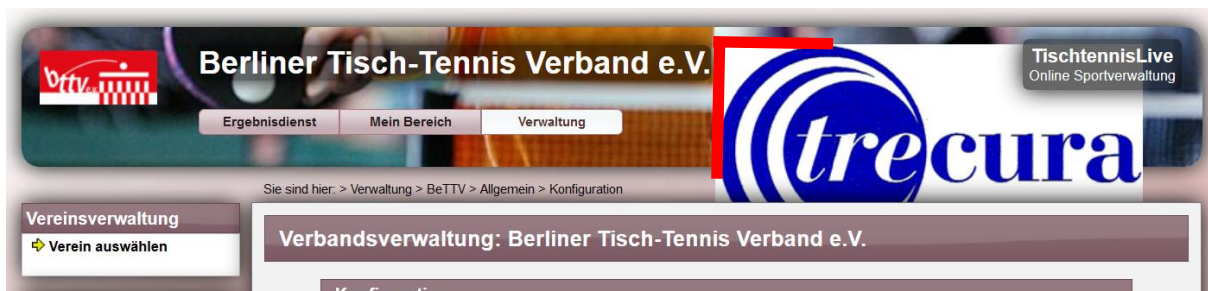 bttv e.v.
Berliner Tisch-Tennis Verband e.V.
TischtennisLive
Online Sportverwaltung
trecura
Ergebnisdienst
Mein Bereich
Verwaltung
Sie sind hier: > Verwaltung > BeTTV > Allgemein > Konfiguration
Vereinsverwaltung
Verein auswählen
Verbandsverwaltung: Berliner Tisch-Tennis Verband e.V.